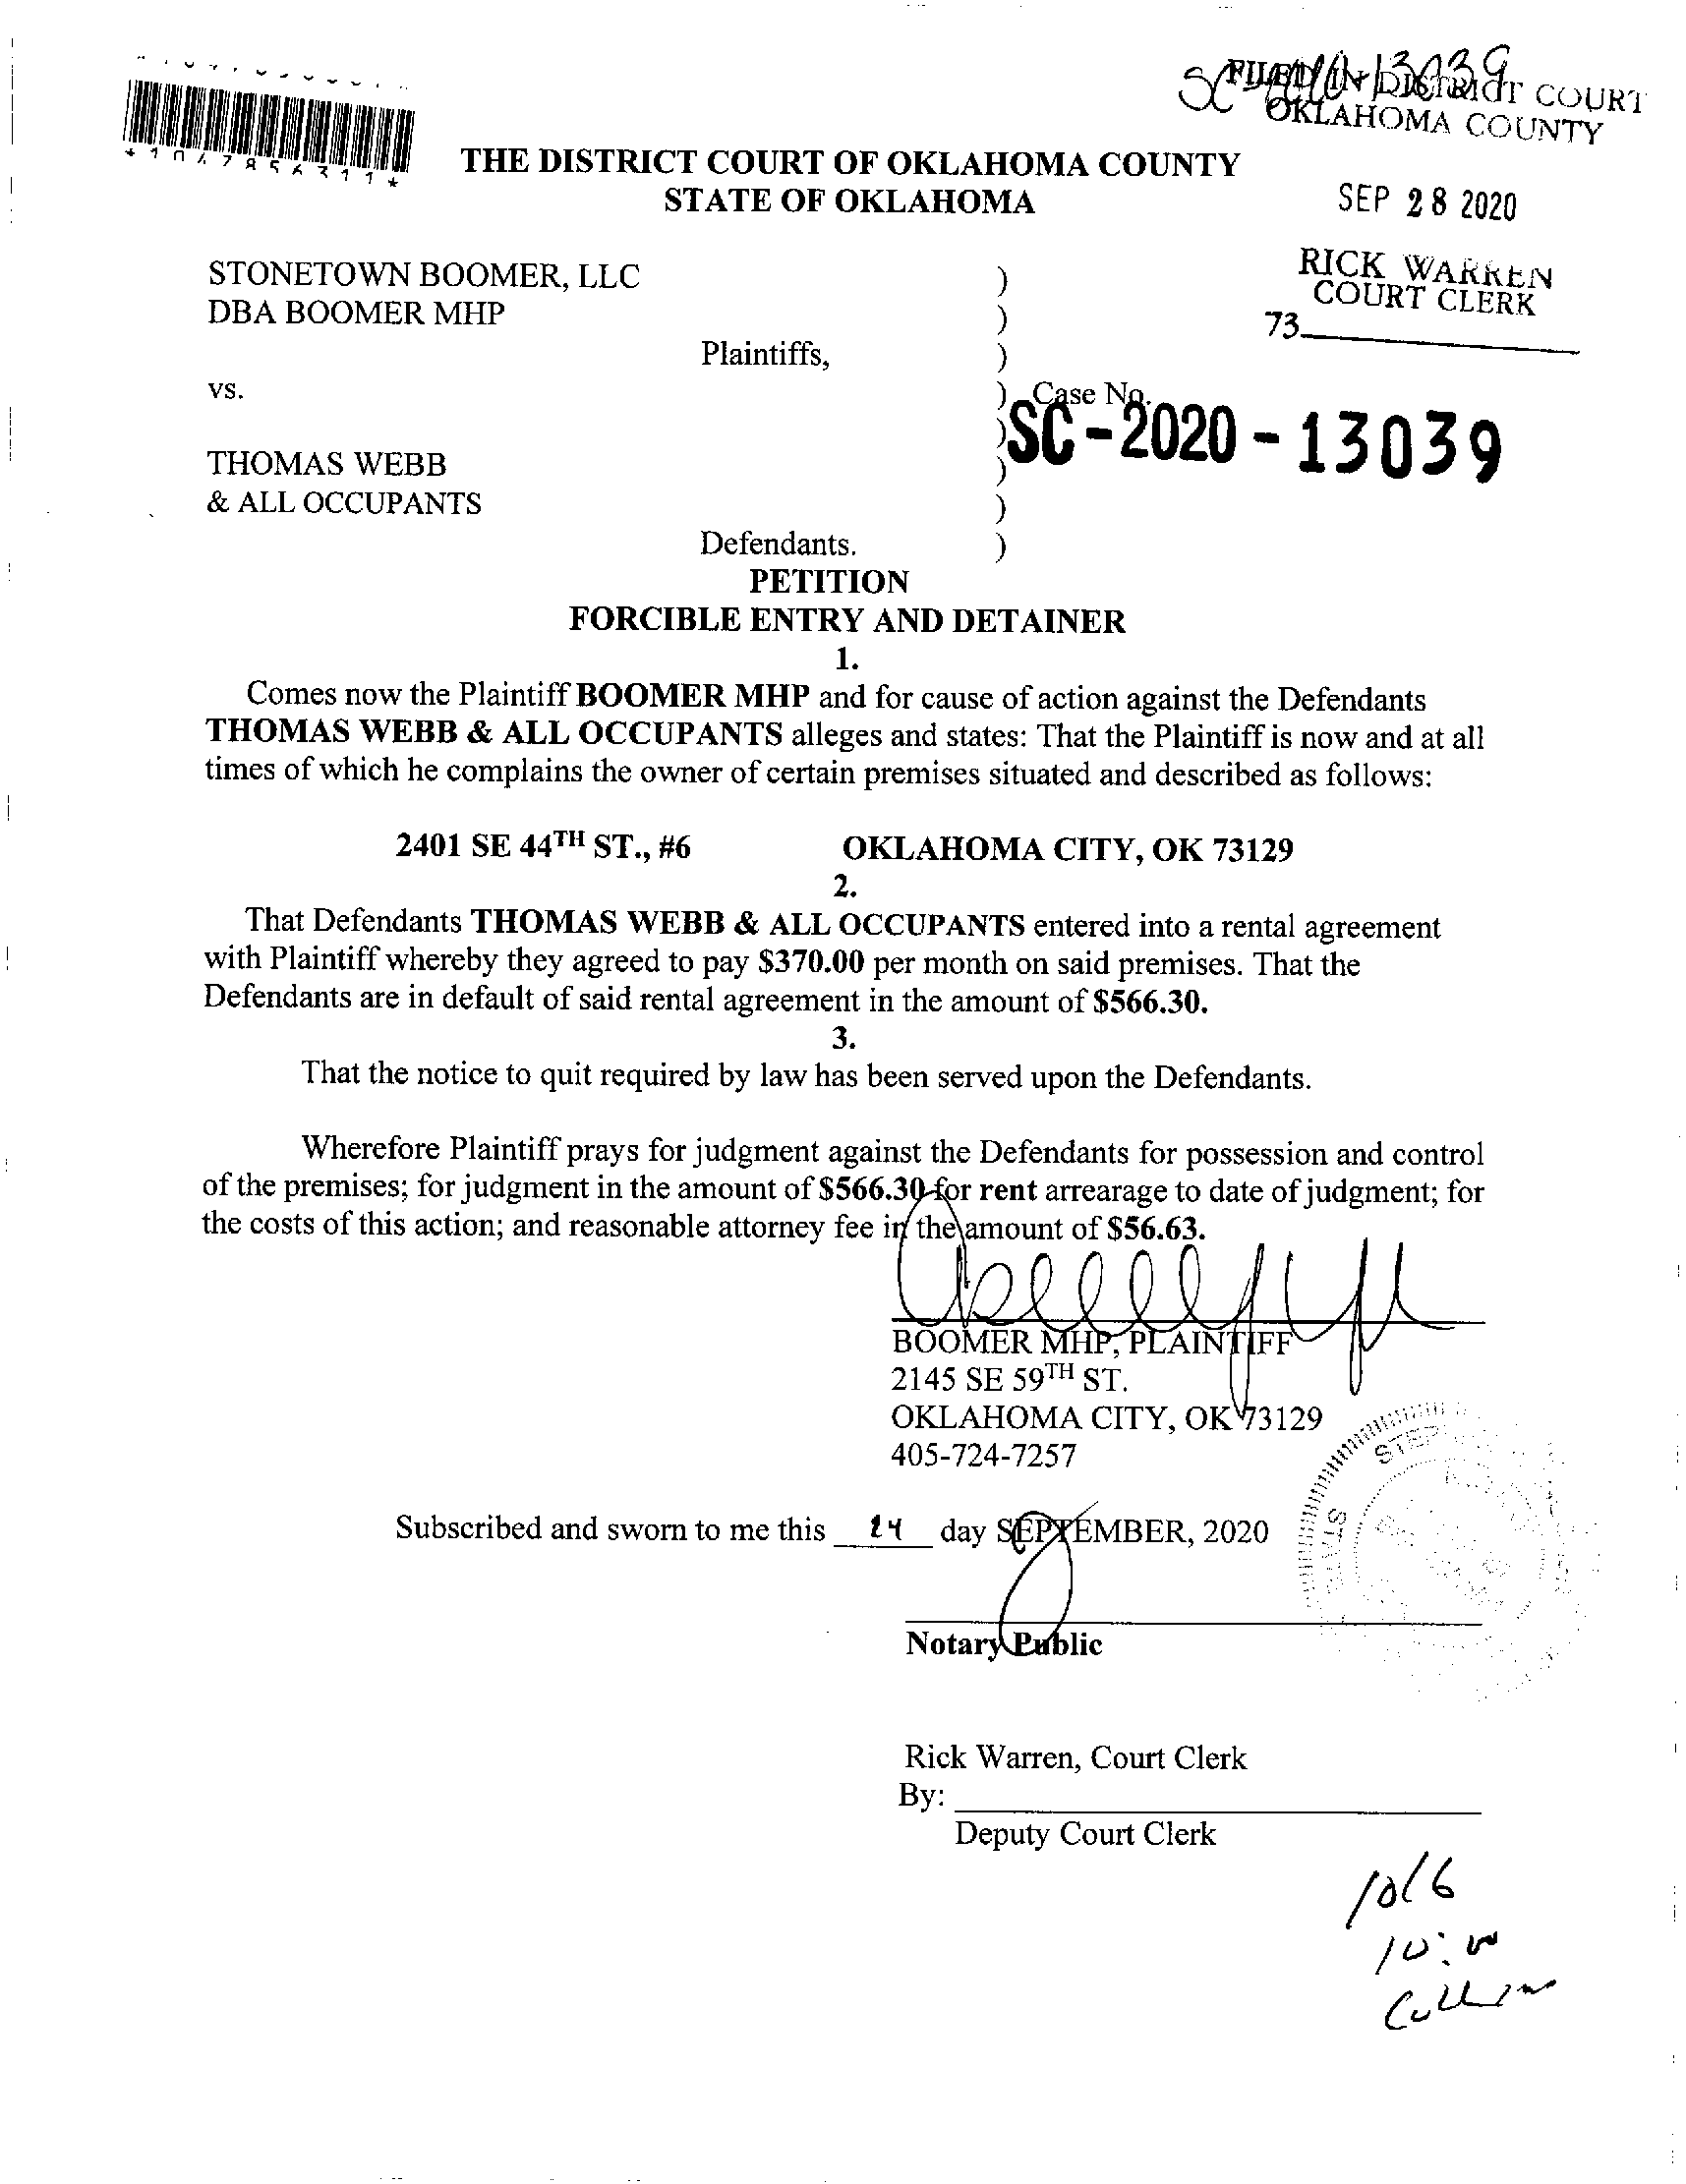 SC-2020-13039
FILED IN DISTRICT COURT
OKLAHOMA COUNTY
*1047856311*
THE DISTRICT COURT OF OKLAHOMA COUNTY
STATE OF OKLAHOMA
SEP 28 2020
RICK WARREN
COURT CLERK
73
STONETOWN BOOMER, LLC )
DBA BOOMER MHP )
Plaintiffs, )
vs. ) Case No.
) SC-2020-13039
THOMAS WEBB )
& ALL OCCUPANTS )
Defendants. )
PETITION
FORCIBLE ENTRY AND DETAINER
1.
Comes now the Plaintiff BOOMER MHP and for cause of action against the Defendants
THOMAS WEBB & ALL OCCUPANTS alleges and states: That the Plaintiff is now and at all
times of which he complains the owner of certain premises situated and described as follows:
2401 SE 44TH ST., #6 OKLAHOMA CITY, OK 73129
2.
That Defendants THOMAS WEBB & ALL OCCUPANTS entered into a rental agreement
with Plaintiff whereby they agreed to pay $370.00 per month on said premises. That the
Defendants are in default of said rental agreement in the amount of $566.30.
3.
That the notice to quit required by law has been served upon the Defendants.
Wherefore Plaintiff prays for judgment against the Defendants for possession and control
of the premises; for judgment in the amount of $566.30 for rent arrearage to date of judgment; for
the costs of this action; and reasonable attorney fee in the amount of $56.63.
BOOMER MHP, PLAINTIFF
2145 SE 59TH ST.
OKLAHOMA CITY, OK 73129
405-724-7257
Subscribed and sworn to me this 24 day SEPTEMBER, 2020
Notary Public
Rick Warren, Court Clerk
By:
Deputy Court Clerk
10/6